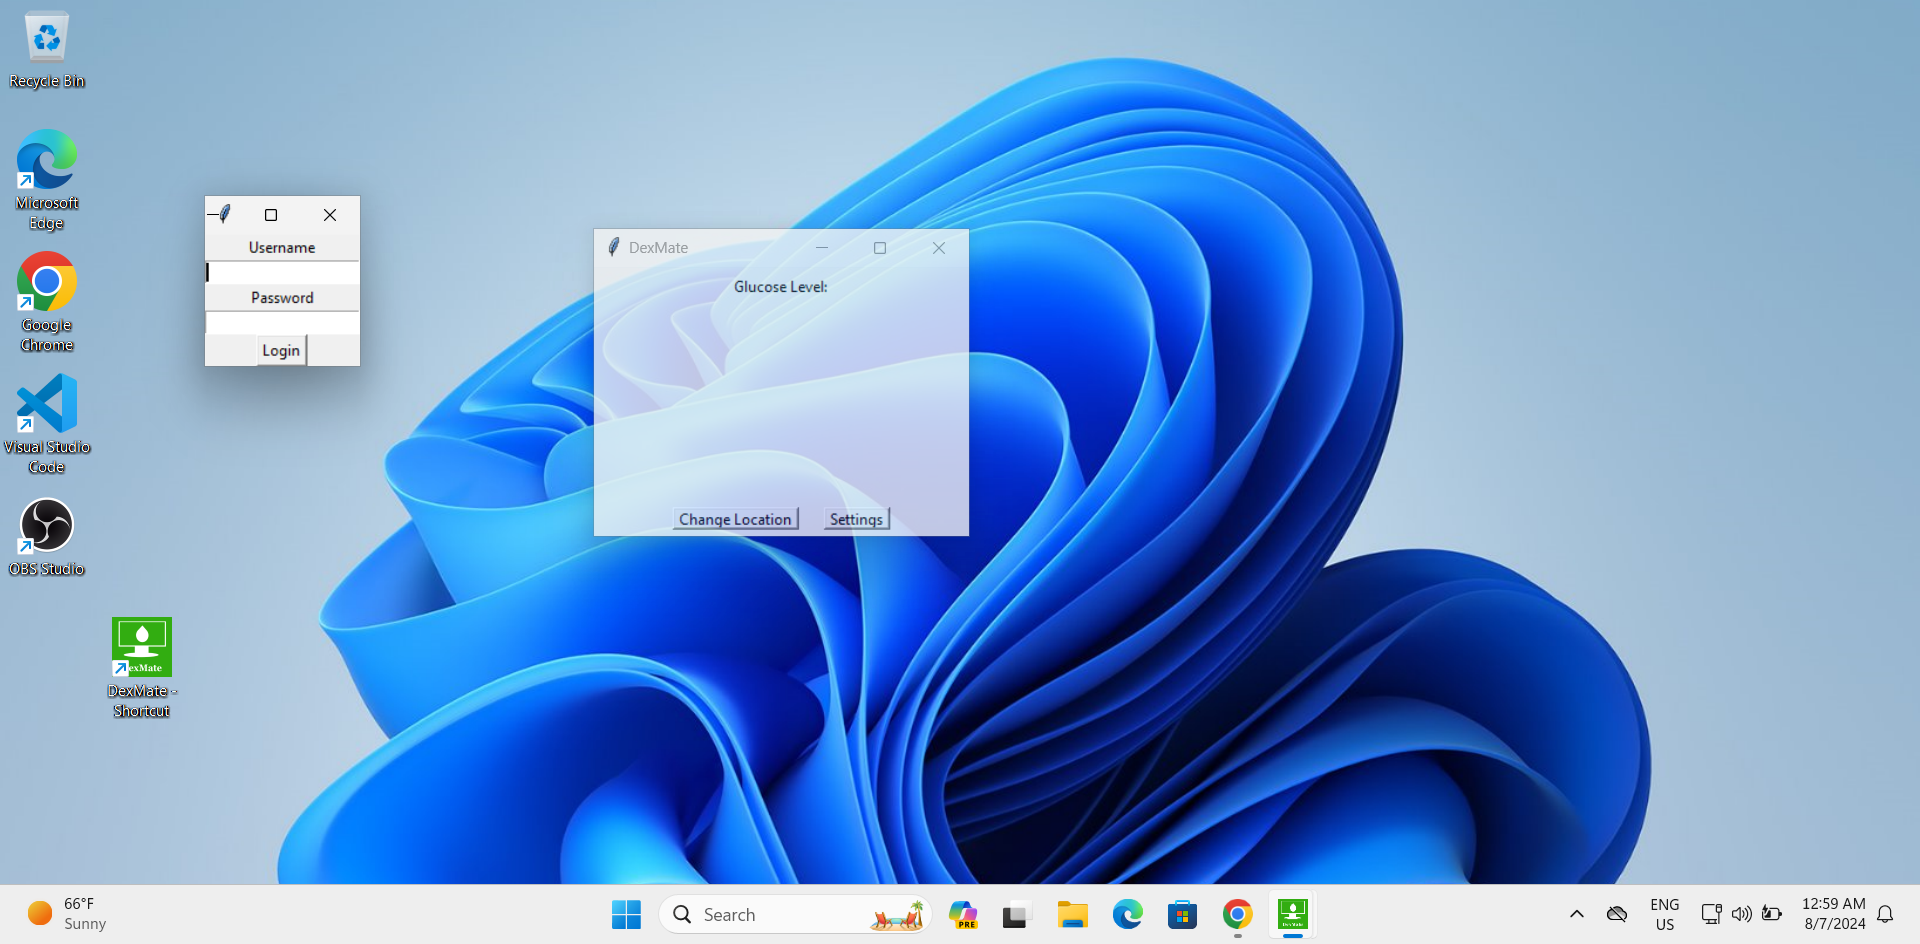 Recycle Bin
Microsoft
Edge
Google
Chrome
Visual Studio
Code
OBS Studio
exMate
DexMate -
Shortcut
Username
Password
Login
DexMate
Glucose Level:
Change Location
Settings
66°F
Sunny
Search
PRE
DexMate
ENG
US
12:59 AM
8/7/2024